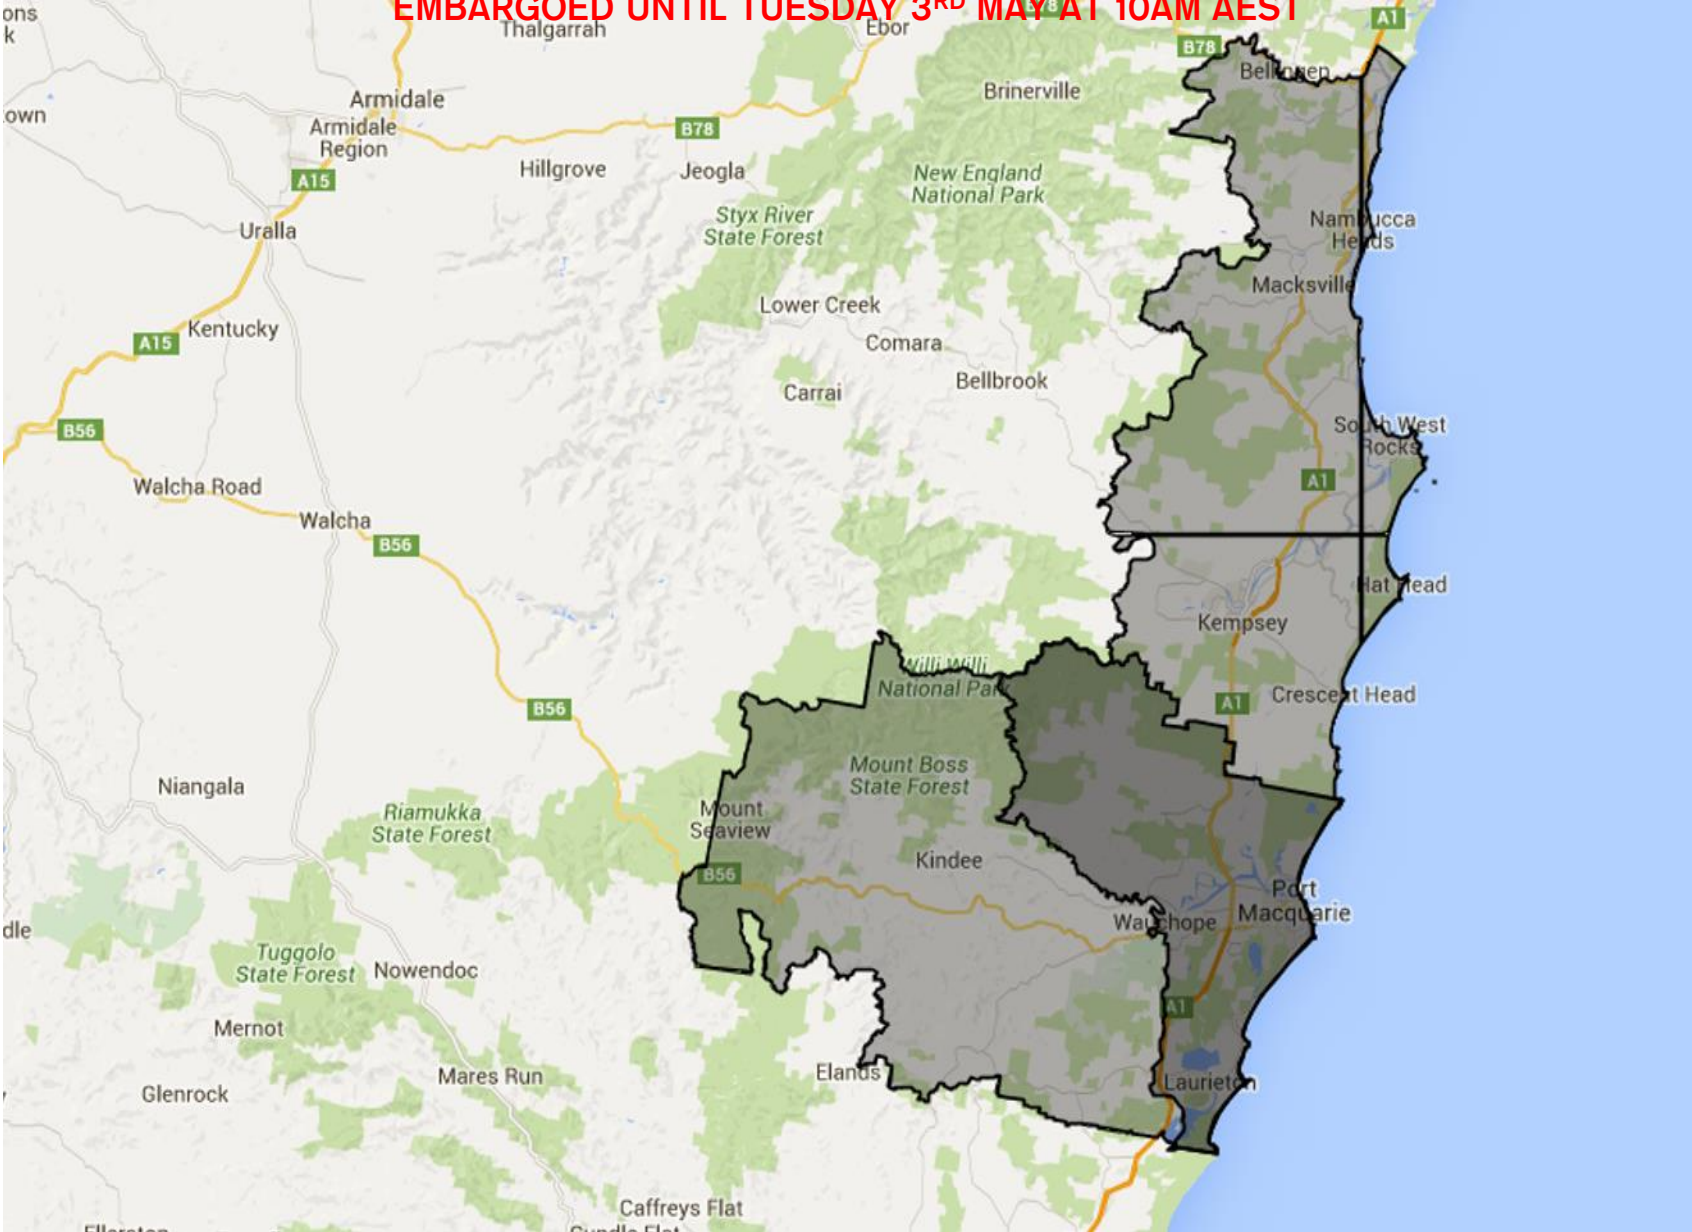 EMBARGOED UNTIL TUESDAY 3RD MAY AT 10AM AEST
ons
k
Thalgarrah
Ebor
B78
A1
B78
Bellingen
Brinerville
Armidale
own
Armidale
Region
B78
Hillgrove
Jeogla
New England
National Park
A15
Styx River
State Forest
Nambucca
Heads
Uralla
Macksville
Lower Creek
Kentucky
A15
Comara
Bellbrook
Carrai
B56
South West
Rocks
A1
Walcha Road
Walcha
B56
Hat Head
Kempsey
Willi Willi
National Park
Crescent Head
A1
B56
Mount Boss
State Forest
Niangala
Mount
Seaview
Riamukka
State Forest
Kindee
B56
Port
Macquarie
Wauchope
dle
Tuggolo
State Forest
Nowendoc
A1
Mernot
Elands
Mares Run
Laurieton
Glenrock
Caffreys Flat